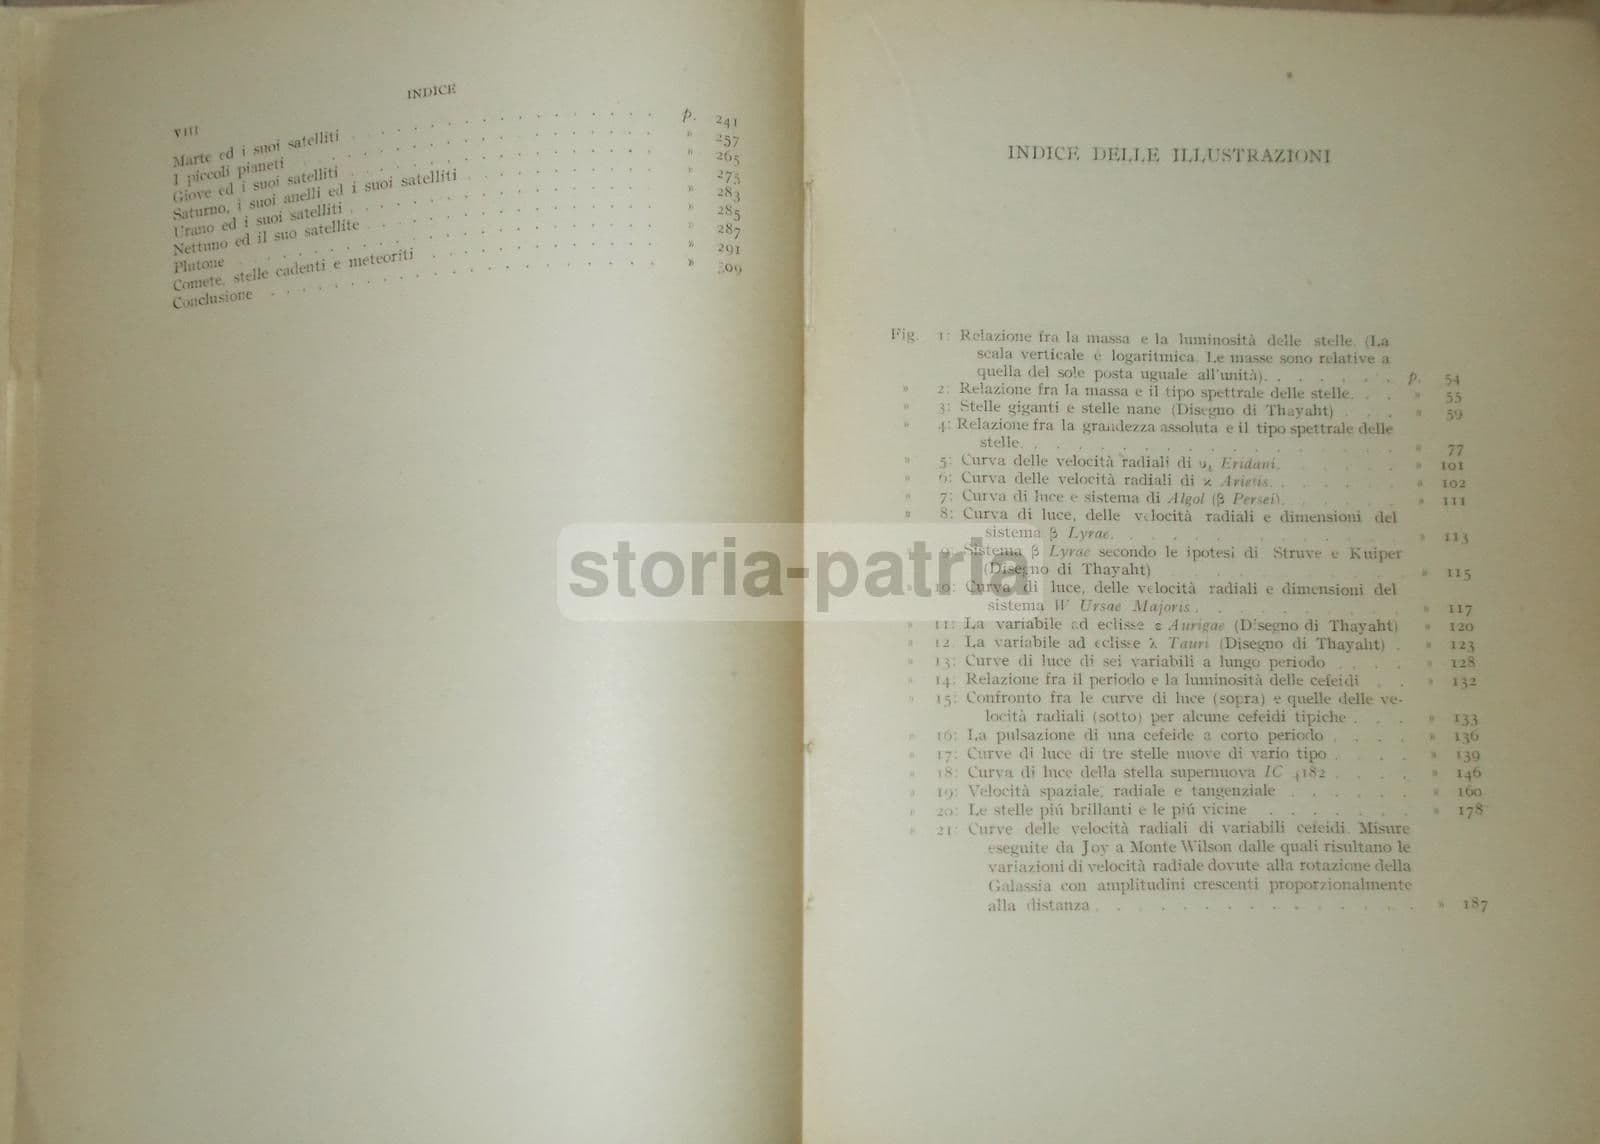 INDICE
VIII
Marte ed i suoi satelliti . . . . . . . . . . . . . . . . p. 241
I piccoli pianeti . . . . . . . . . . . . . . . . » 257
Giove ed i suoi satelliti . . . . . . . . . . . . . . . . » 265
Saturno, i suoi anelli ed i suoi satelliti . . . . . . . . . . » 275
Urano ed i suoi satelliti . . . . . . . . . . . . . . . . » 283
Nettuno ed il suo satellite . . . . . . . . . . . . . . . » 285
Plutone . . . . . . . . . . . . . . . . » 287
Comete, stelle cadenti e meteoriti . . . . . . . . . . . . » 291
Conclusione . . . . . . . . . . . . . . . . » 309
INDICE DELLE ILLUSTRAZIONI
Fig. 1: Relazione fra la massa e la luminosità delle stelle. (La
scala verticale è logaritmica. Le masse sono relative a
quella del sole posta uguale all'unità). . . . . . . p. 54
» 2: Relazione fra la massa e il tipo spettrale delle stelle. . . » 55
» 3: Stelle giganti e stelle nane (Disegno di Thayaht) . . . » 59
» 4: Relazione fra la grandezza assoluta e il tipo spettrale delle
stelle. . . . . . . . . . . . . . . . » 77
» 5: Curva delle velocità radiali di υ₄ Eridani. . . . . . » 101
» 6: Curva delle velocità radiali di ϰ Arietis. . . . . . . » 102
» 7: Curva di luce e sistema di Algol (β Persei). . . . . . » 111
» 8: Curva di luce, delle velocità radiali e dimensioni del
sistema β Lyrae. . . . . . . . . . . . . » 113
» 9: Sistema β Lyrae secondo le ipotesi di Struve e Kuiper
(Disegno di Thayaht) . . . . . . . . . . . » 115
» 10: Curva di luce, delle velocità radiali e dimensioni del
sistema W Ursae Majoris . . . . . . . . . . » 117
» 11: La variabile ad eclisse ε Aurigae (Disegno di Thayaht) » 120
» 12: La variabile ad eclisse λ Tauri (Disegno di Thayaht) . » 123
» 13: Curve di luce di sei variabili a lungo periodo . . . . » 128
» 14: Relazione fra il periodo e la luminosità delle cefeidi . . » 132
» 15: Confronto fra le curve di luce (sopra) e quelle delle ve-
locità radiali (sotto) per alcune cefeidi tipiche . . . » 133
» 16: La pulsazione di una cefeide a corto periodo . . . . » 136
» 17: Curve di luce di tre stelle nuove di vario tipo . . . . » 139
» 18: Curva di luce della stella supernuova IC 4182 . . . . » 146
» 19: Velocità spaziale, radiale e tangenziale . . . . . . » 160
» 20: Le stelle piú brillanti e le piú vicine . . . . . . . » 178
» 21: Curve delle velocità radiali di variabili cefeidi. Misure
eseguite da Joy a Monte Wilson dalle quali risultano le
variazioni di velocità radiale dovute alla rotazione della
Galassia con amplitudini crescenti proporzionalmente
alla distanza . . . . . . . . . . . . . . » 187
storia-patria